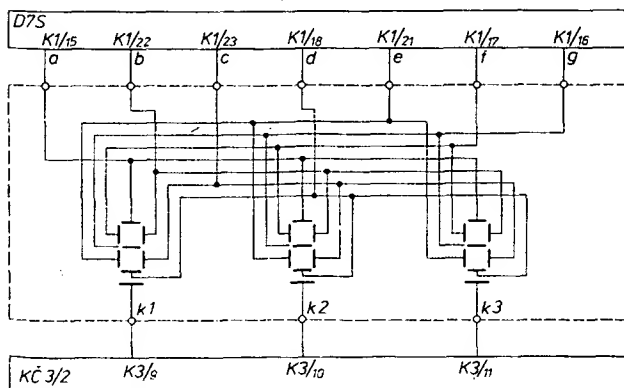 D7S
K1/15 K1/22 K1/23 K1/18 K1/21 K1/17 K1/16
a b c d e f g
k1 k2 k3
KČ 3/2 K3/9 K3/10 K3/11